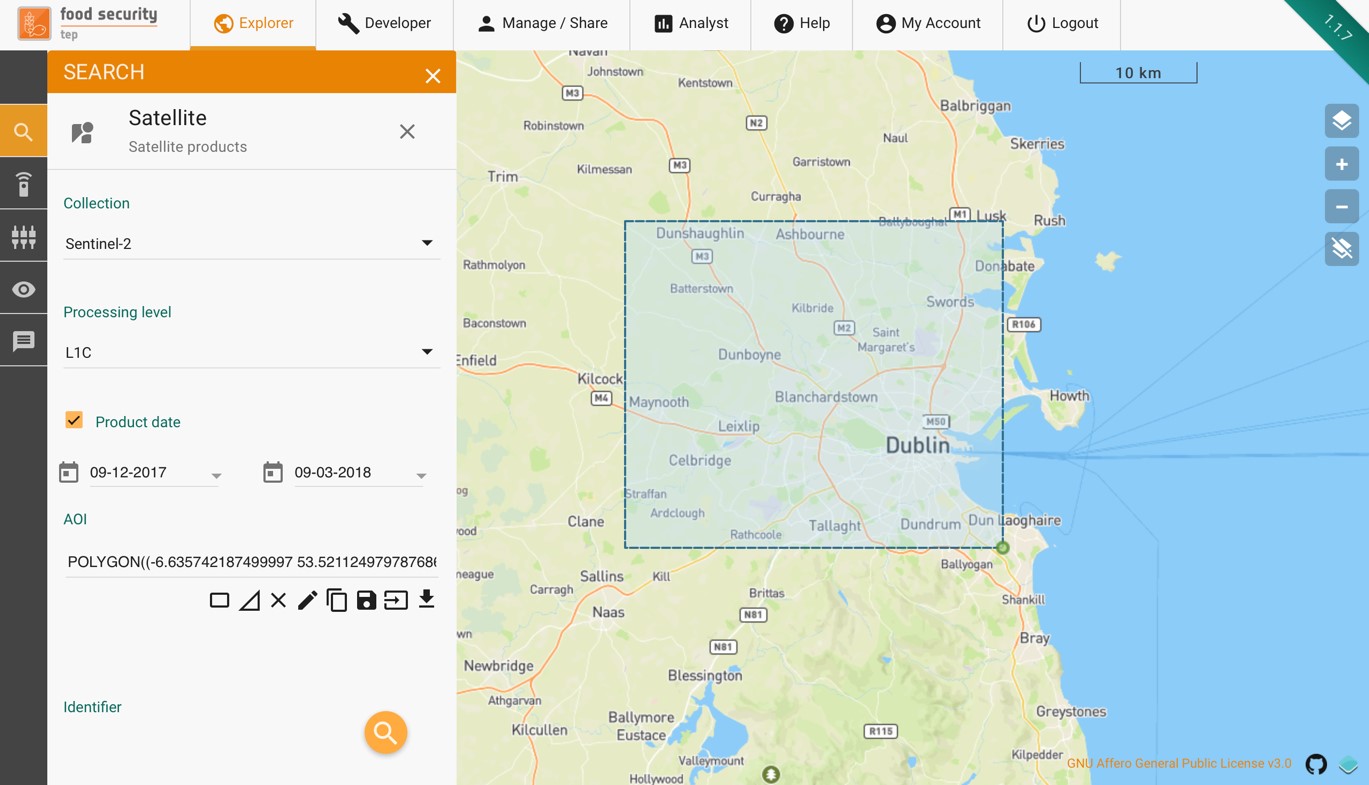 food security
tep
Explorer
Developer
Manage / Share
Analyst
Help
My Account
Logout
1.1.7
SEARCH
Satellite
Satellite products
Collection
Sentinel-2
Processing level
L1C
Product date
09-12-2017
09-03-2018
AOI
POLYGON((-6.635742187499997 53.521124979787686
Identifier
10 km
Navan
Johnstown
Kentstown
M3
N2
Balbriggan
Robinstown
Naul
Skerries
Garristown
M3
Kilmessan
Trim
Curragha
M1
Lusk
Rush
Ballyboughal
Dunshaughlin
Ashbourne
M3
Rathmolyon
Donabate
Batterstown
Kilbride
Swords
Baconstown
M2
Saint
Margaret's
R106
Enfield
Dunboyne
Kilcock
M4
Maynooth
Blanchardstown
Howth
Leixlip
M50
Dublin
Celbridge
Straffan
Ardclough
Clane
Tallaght
Dundrum
Dun Laoghaire
Rathcoole
Ballyogan
Sallins
Kill
Carragh
Brittas
Naas
N81
Shankill
Bray
N81
Newbridge
Blessington
Athgarvan
Ballymore
Eustace
Greystones
Kilcullen
R115
Valleymount
Kilpedder
Hollywood
GNU Affero General Public License v3.0